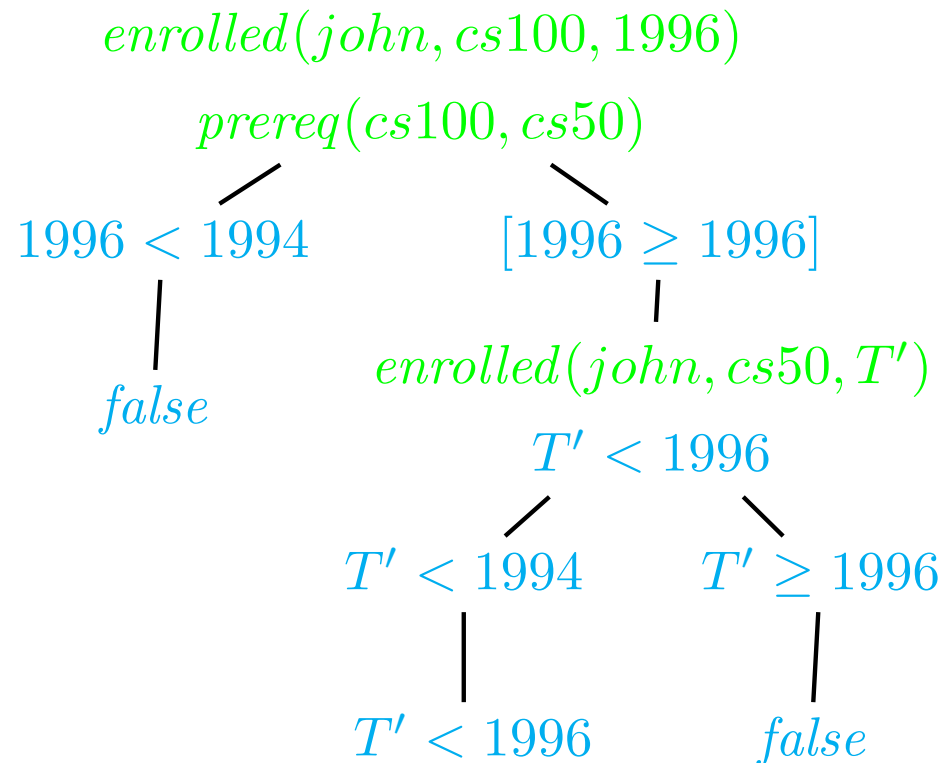 enrolled(john, cs100, 1996)
prereq(cs100, cs50)
1996 < 1994
[1996 ≥ 1996]
false
enrolled(john, cs50, T′)
T′ < 1996
T′ < 1994
T′ ≥ 1996
T′ < 1996
false